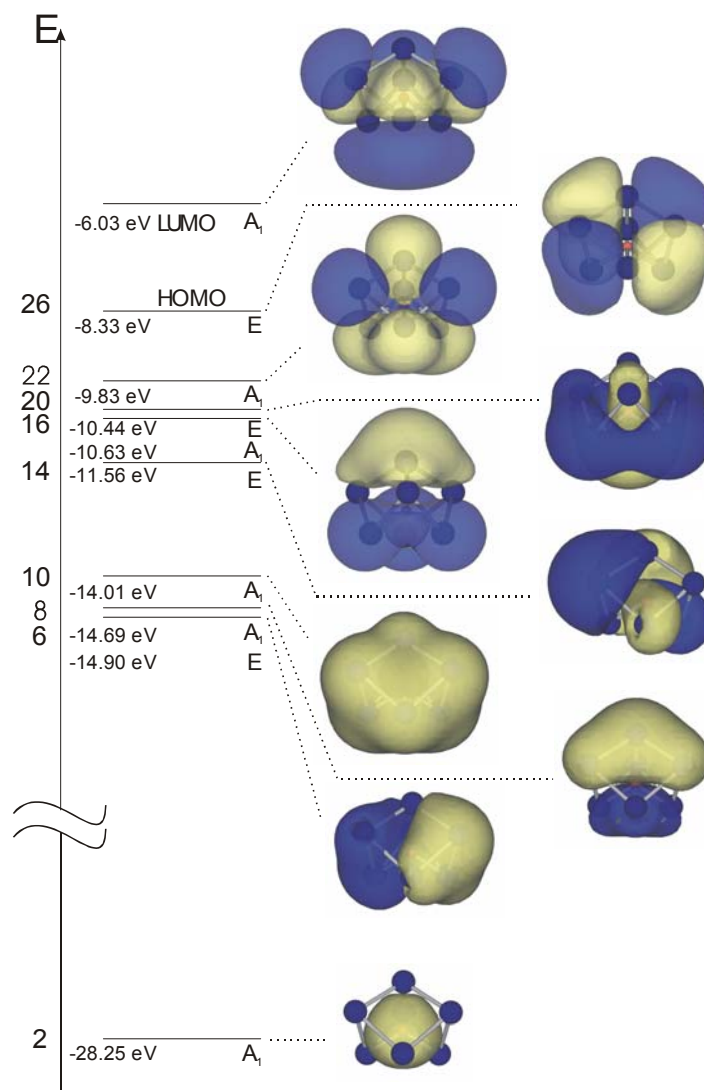 E
-6.03 eV LUMO A₁
26 HOMO
-8.33 eV E
22
-9.83 eV A₁
20
16 -10.44 eV E
-10.63 eV A₁
14 -11.56 eV E
10
-14.01 eV A₁
8
6 -14.69 eV A₁
-14.90 eV E
2
-28.25 eV A₁